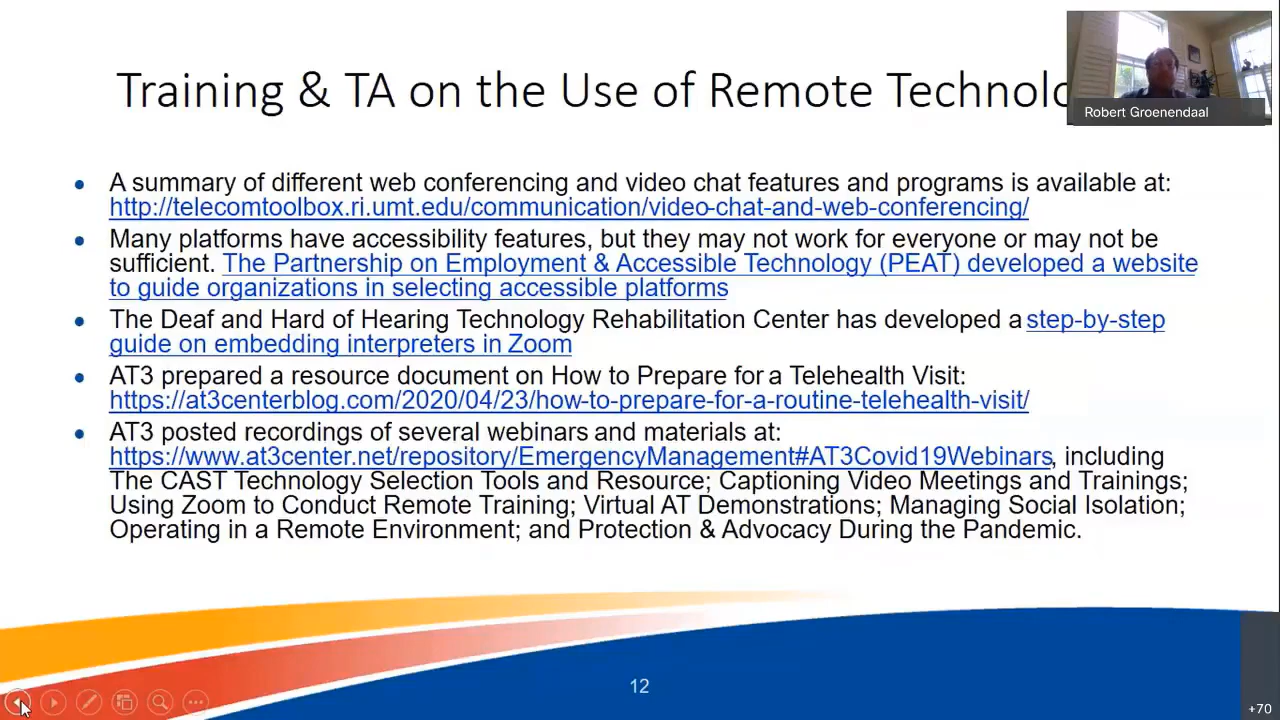 Training & TA on the Use of Remote Technolo
Robert Groenendaal
A summary of different web conferencing and video chat features and programs is available at:
http://telecomtoolbox.ri.umt.edu/communication/video-chat-and-web-conferencing/
Many platforms have accessibility features, but they may not work for everyone or may not be
sufficient. The Partnership on Employment & Accessible Technology (PEAT) developed a website
to guide organizations in selecting accessible platforms
The Deaf and Hard of Hearing Technology Rehabilitation Center has developed a step-by-step
guide on embedding interpreters in Zoom
AT3 prepared a resource document on How to Prepare for a Telehealth Visit:
https://at3centerblog.com/2020/04/23/how-to-prepare-for-a-routine-telehealth-visit/
AT3 posted recordings of several webinars and materials at:
https://www.at3center.net/repository/EmergencyManagement#AT3Covid19Webinars, including
The CAST Technology Selection Tools and Resource; Captioning Video Meetings and Trainings;
Using Zoom to Conduct Remote Training; Virtual AT Demonstrations; Managing Social Isolation;
Operating in a Remote Environment; and Protection & Advocacy During the Pandemic.
12
+70